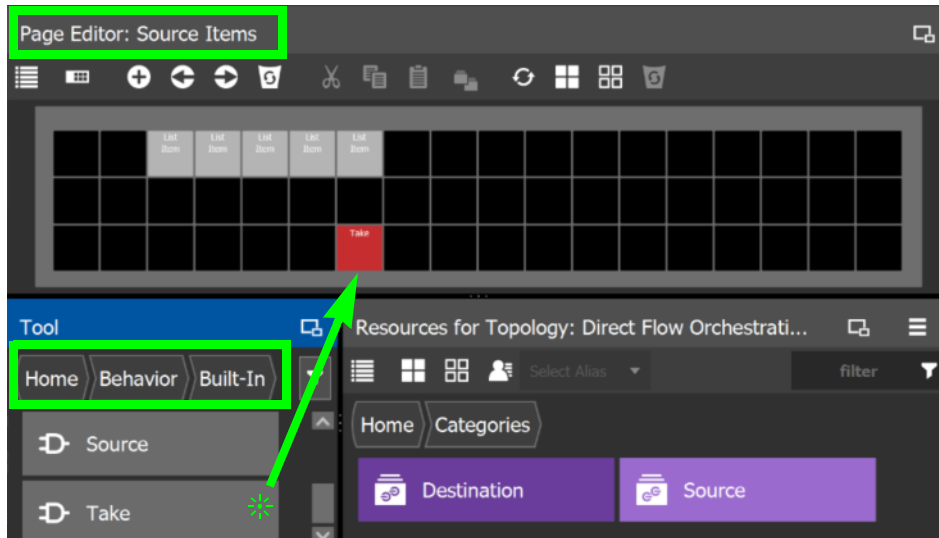 Page Editor: Source Items
List Item List Item List Item List Item List Item
Take
Tool
Resources for Topology: Direct Flow Orchestrati...
Home Behavior Built-In
Select Alias
filter
Home Categories
Source
Destination Source
Take